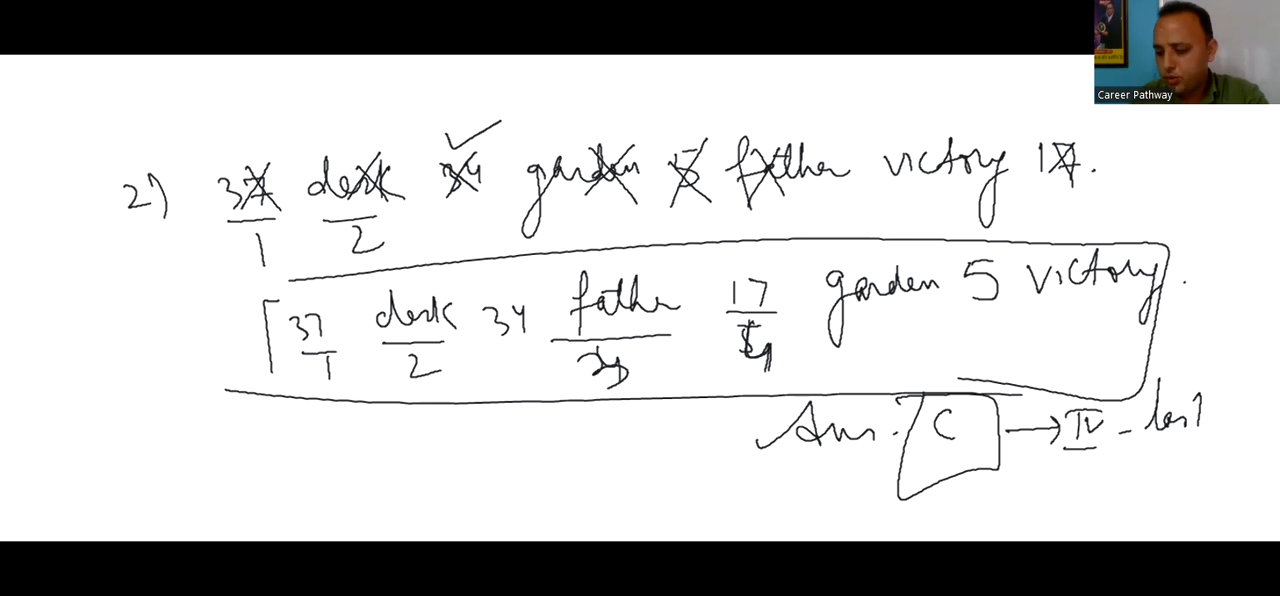 Career Pathway
2) 37 desk 34 garden 5 father victory 17.
1 2
37 desk 34 father 17 garden 5 victory.
1 2
Ans. C → IV - last